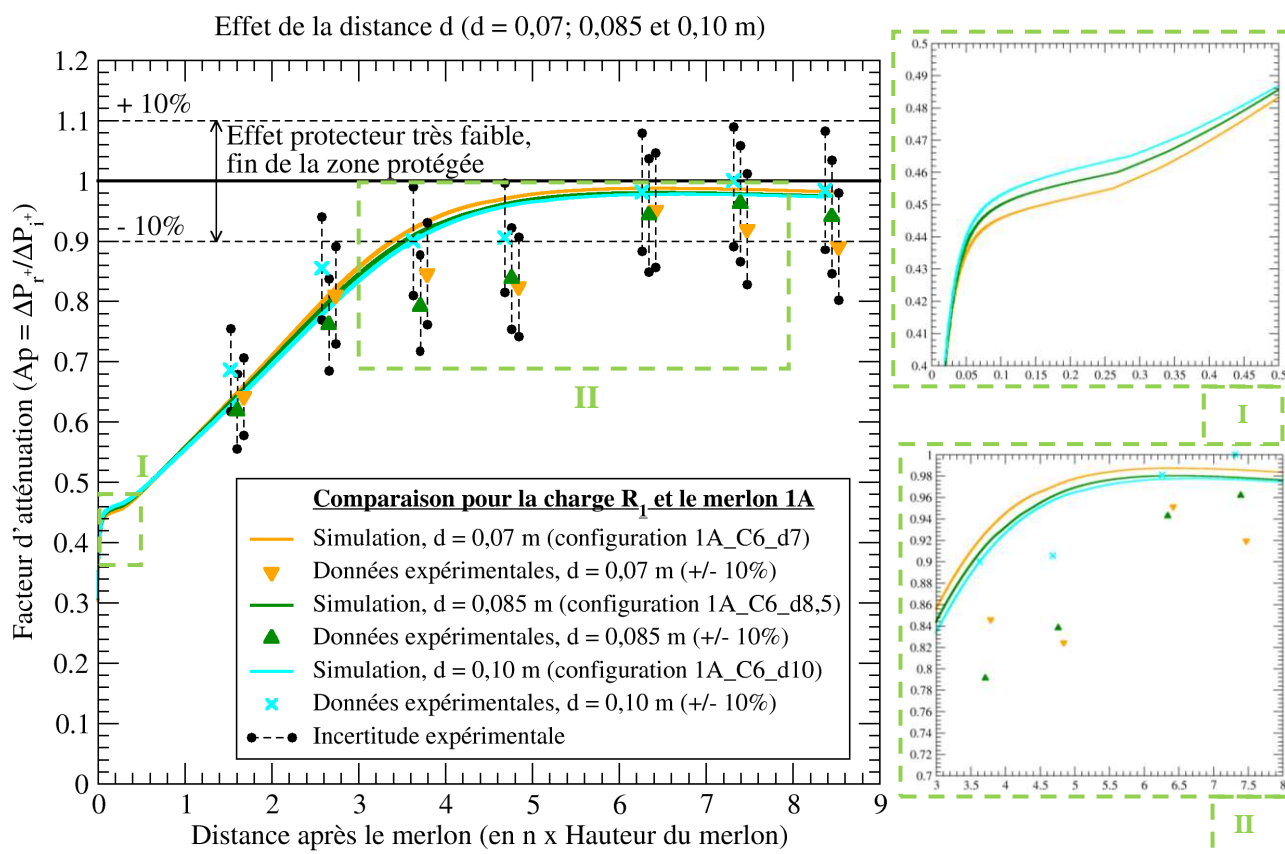 Effet de la distance d (d = 0,07; 0,085 et 0,10 m)
Facteur d'atténuation (Ap = ΔP_r+/ΔP_i+)
1.2
1.1
1
0.9
0.8
0.7
0.6
0.5
0.4
0.3
0.2
0.1
0
+ 10%
Effet protecteur très faible,
fin de la zone protégée
- 10%
I
II
Comparaison pour la charge R_1 et le merlon 1A
Simulation, d = 0,07 m (configuration 1A_C6_d7)
Données expérimentales, d = 0,07 m (+/- 10%)
Simulation, d = 0,085 m (configuration 1A_C6_d8,5)
Données expérimentales, d = 0,085 m (+/- 10%)
Simulation, d = 0,10 m (configuration 1A_C6_d10)
Données expérimentales, d = 0,10 m (+/- 10%)
Incertitude expérimentale
0 1 2 3 4 5 6 7 8 9
Distance après le merlon (en n x Hauteur du merlon)
0.5
0.49
0.48
0.47
0.46
0.45
0.44
0.43
0.42
0.41
0.4
0 0.05 0.1 0.15 0.2 0.25 0.3 0.35 0.4 0.45 0.5
I
1
0.98
0.96
0.94
0.92
0.9
0.88
0.86
0.84
0.82
0.8
0.78
0.76
0.74
0.72
0.7
3 3.5 4 4.5 5 5.5 6 6.5 7 7.5 8
II